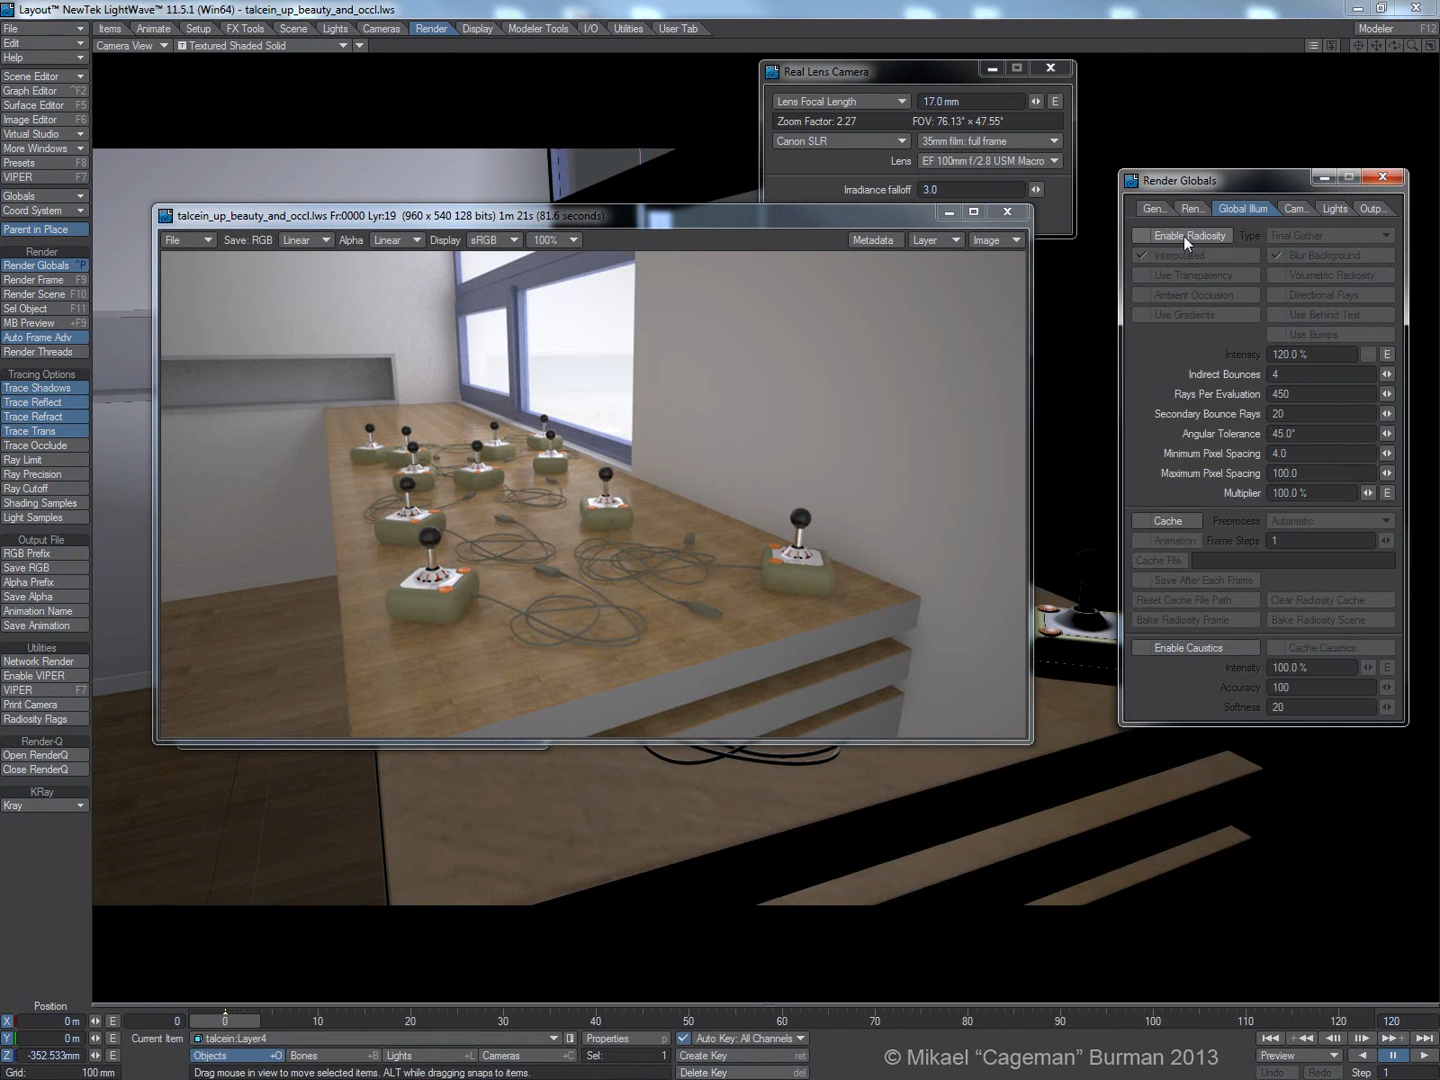 Layout™ NewTek LightWave™ 11.5.1 (Win64) - talcein_up_beauty_and_occl.lws
File
Items Animate Setup FX Tools Scene Lights Cameras Render Display Modeler Tools I/O Utilities User Tab
Modeler F12
Edit
Camera View
Textured Shaded Solid
Help
Scene Editor
Graph Editor ^F2
Surface Editor F5
Image Editor F6
Virtual Studio
More Windows
Presets F8
VIPER F7
Globals
Coord System
Parent in Place
Render
Render Globals ^P
Render Frame F9
Render Scene F10
Sel Object F11
MB Preview +F9
Auto Frame Adv
Render Threads
Tracing Options
Trace Shadows
Trace Reflect
Trace Refract
Trace Trans
Trace Occlude
Ray Limit
Ray Precision
Ray Cutoff
Shading Samples
Light Samples
Output File
RGB Prefix
Save RGB
Alpha Prefix
Save Alpha
Animation Name
Save Animation
Utilities
Network Render
Enable VIPER
VIPER F7
Print Camera
Radiosity Flags
Render-Q
Open RenderQ
Close RenderQ
KRay
Kray
Real Lens Camera
Lens Focal Length 17.0 mm E
Zoom Factor: 2.27 FOV: 76.13° × 47.55°
Canon SLR 35mm film: full frame
Lens EF 100mm f/2.8 USM Macro
Irradiance falloff 3.0
talcein_up_beauty_and_occl.lws Fr:0000 Lyr:19 (960 x 540 128 bits) 1m 21s (81.6 seconds)
File Save: RGB Linear Alpha Linear Display sRGB 100% Metadata Layer Image
Render Globals
Gen... Ren... Global Illum Cam... Lights Outp...
Enable Radiosity Type Final Gather
Interpolated Blur Background
Use Transparency Volumetric Radiosity
Ambient Occlusion Directional Rays
Use Gradients Use Behind Test
Use Bumps
Intensity 120.0 % E
Indirect Bounces 4
Rays Per Evaluation 450
Secondary Bounce Rays 20
Angular Tolerance 45.0°
Minimum Pixel Spacing 4.0
Maximum Pixel Spacing 100.0
Multiplier 100.0 % E
Cache Preprocess Automatic
Animation Frame Steps 1
Cache File
Save After Each Frame
Reset Cache File Path Clear Radiosity Cache
Bake Radiosity Frame Bake Radiosity Scene
Enable Caustics Cache Caustics
Intensity 100.0 % E
Accuracy 100
Softness 20
Position
X 0 m E 0 0 10 20 30 40 50 60 70 80 90 100 110 120 120
Y 0 m E Current Item talcein:Layer4 Properties p Auto Key: All Channels
Z -352.533mm E Objects +O Bones +B Lights +L Cameras +C Sel: 1 Create Key ret Preview
Grid: 100 mm Drag mouse in view to move selected items. ALT while dragging snaps to items. Delete Key del Undo Redo Step 1
© Mikael “Cageman” Burman 2013